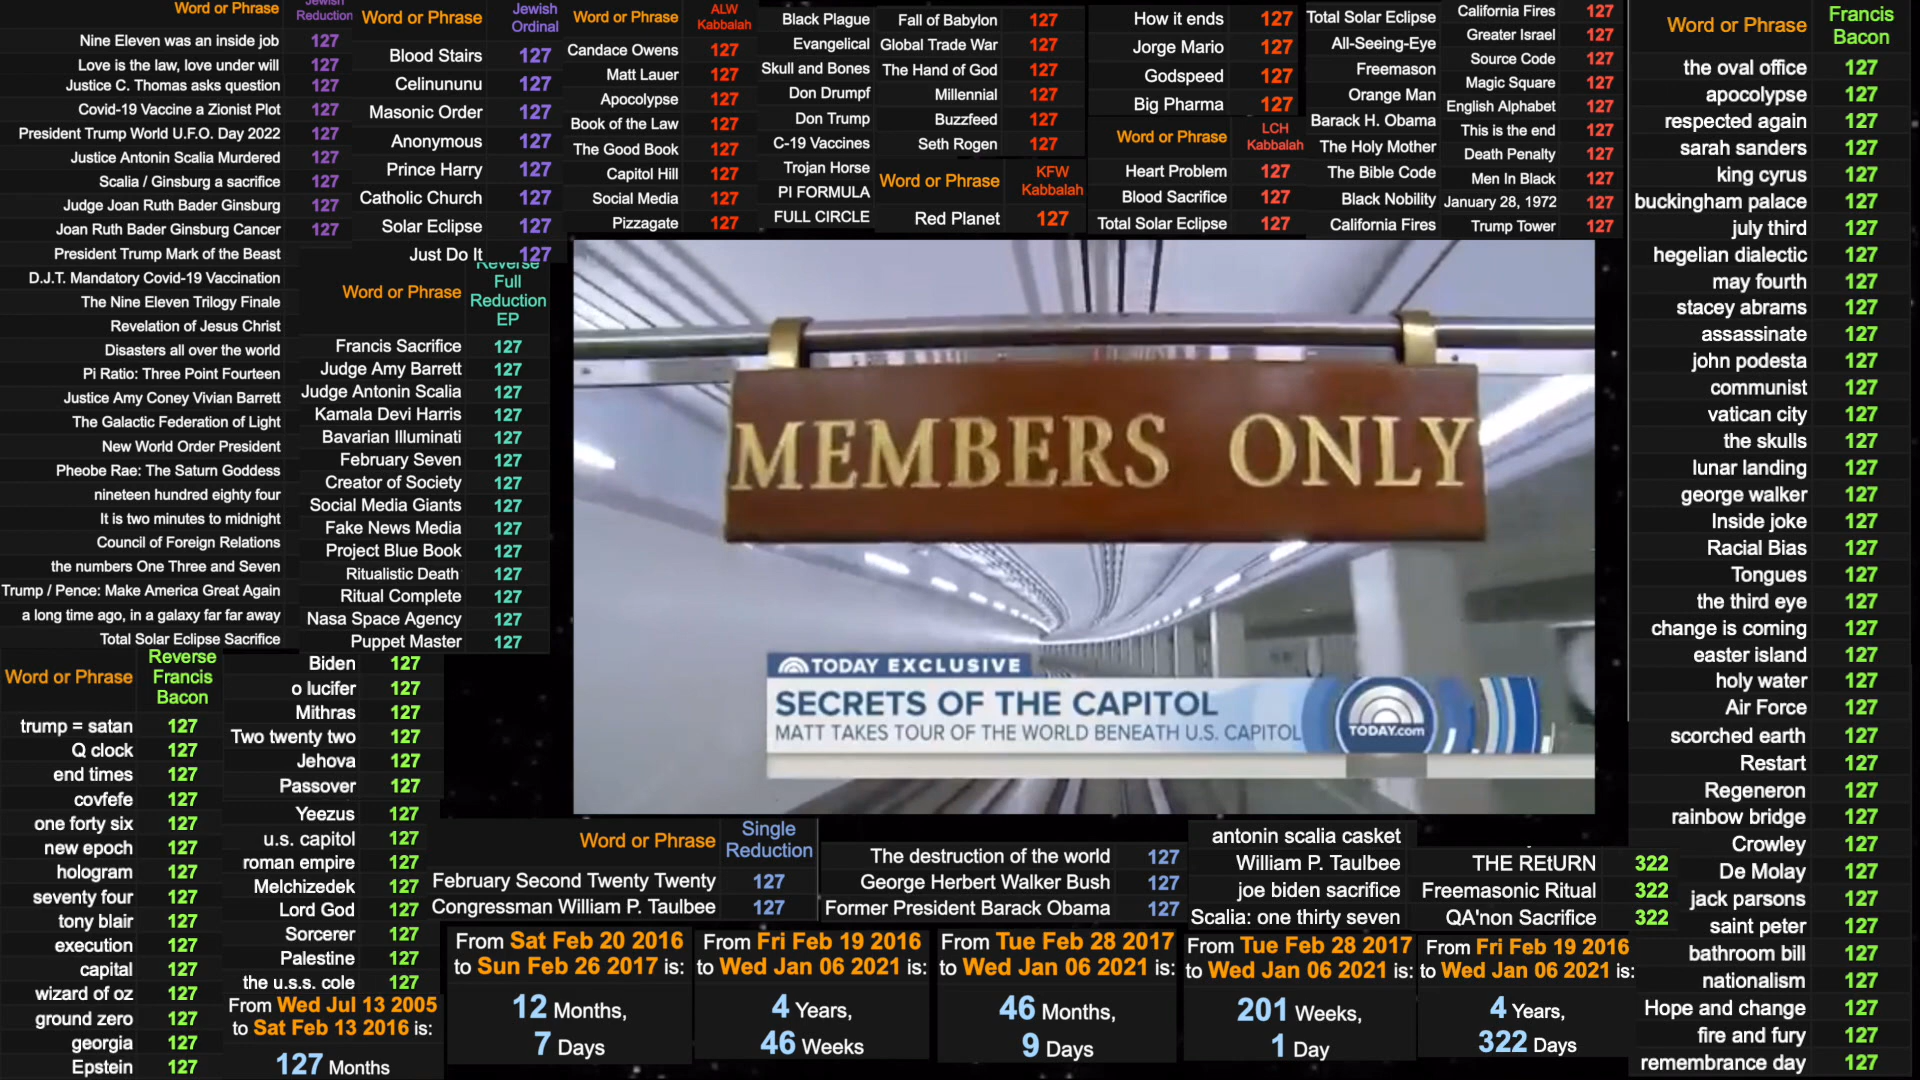 Word or Phrase
Jewish Reduction
Nine Eleven was an inside job 127
Love is the law, love under will 127
Justice C. Thomas asks question 127
Covid-19 Vaccine a Zionist Plot 127
President Trump World U.F.O. Day 2022 127
Justice Antonin Scalia Murdered 127
Scalia / Ginsburg a sacrifice 127
Judge Joan Ruth Bader Ginsburg 127
Joan Ruth Bader Ginsburg Cancer 127
President Trump Mark of the Beast
D.J.T. Mandatory Covid-19 Vaccination
The Nine Eleven Trilogy Finale
Revelation of Jesus Christ
Disasters all over the world
Pi Ratio: Three Point Fourteen
Justice Amy Coney Vivian Barrett
The Galactic Federation of Light
New World Order President
Pheobe Rae: The Saturn Goddess
nineteen hundred eighty four
It is two minutes to midnight
Council of Foreign Relations
the numbers One Three and Seven
Trump / Pence: Make America Great Again
a long time ago, in a galaxy far far away
Total Solar Eclipse Sacrifice
Word or Phrase
Jewish Ordinal
Blood Stairs 127
Celinununu 127
Masonic Order 127
Anonymous 127
Prince Harry 127
Catholic Church 127
Solar Eclipse 127
Just Do It 127
Word or Phrase
Reverse Full Reduction EP
Francis Sacrifice 127
Judge Amy Barrett 127
Judge Antonin Scalia 127
Kamala Devi Harris 127
Bavarian Illuminati 127
February Seven 127
Creator of Society 127
Social Media Giants 127
Fake News Media 127
Project Blue Book 127
Ritualistic Death 127
Ritual Complete 127
Nasa Space Agency 127
Puppet Master 127
Word or Phrase
ALW Kabbalah
Candace Owens 127
Matt Lauer 127
Apocolypse 127
Book of the Law 127
The Good Book 127
Capitol Hill 127
Social Media 127
Pizzagate 127
Black Plague
Evangelical
Skull and Bones
Don Drumpf
Don Trump
C-19 Vaccines
Trojan Horse
PI FORMULA
FULL CIRCLE
Fall of Babylon 127
Global Trade War 127
The Hand of God 127
Millennial 127
Buzzfeed 127
Seth Rogen 127
Word or Phrase
KFW Kabbalah
Red Planet 127
How it ends 127
Jorge Mario 127
Godspeed 127
Big Pharma 127
Word or Phrase
LCH Kabbalah
Heart Problem 127
Blood Sacrifice 127
Total Solar Eclipse 127
Total Solar Eclipse
All-Seeing-Eye
Freemason
Orange Man
Barack H. Obama
The Holy Mother
The Bible Code
Black Nobility
California Fires
California Fires 127
Greater Israel 127
Source Code 127
Magic Square 127
English Alphabet 127
This is the end 127
Death Penalty 127
Men In Black 127
January 28, 1972 127
Trump Tower 127
Word or Phrase
Francis Bacon
the oval office 127
apocolypse 127
respected again 127
sarah sanders 127
king cyrus 127
buckingham palace 127
july third 127
hegelian dialectic 127
may fourth 127
stacey abrams 127
assassinate 127
john podesta 127
communist 127
vatican city 127
the skulls 127
lunar landing 127
george walker 127
Inside joke 127
Racial Bias 127
Tongues 127
the third eye 127
change is coming 127
easter island 127
holy water 127
Air Force 127
scorched earth 127
Restart 127
Regeneron 127
rainbow bridge 127
Crowley 127
De Molay 127
jack parsons 127
saint peter 127
bathroom bill 127
nationalism 127
Hope and change 127
fire and fury 127
remembrance day 127
MEMBERS ONLY
TODAY EXCLUSIVE
SECRETS OF THE CAPITOL
MATT TAKES TOUR OF THE WORLD BENEATH U.S. CAPITOL
TODAY.com
Word or Phrase
Reverse Francis Bacon
trump = satan 127
Q clock 127
end times 127
covfefe 127
one forty six 127
new epoch 127
hologram 127
seventy four 127
tony blair 127
execution 127
capital 127
wizard of oz 127
ground zero 127
georgia 127
Epstein 127
Biden 127
o lucifer 127
Mithras 127
Two twenty two 127
Jehova 127
Passover 127
Yeezus 127
u.s. capitol 127
roman empire 127
Melchizedek 127
Lord God 127
Sorcerer 127
Palestine 127
the u.s.s. cole 127
From Wed Jul 13 2005
to Sat Feb 13 2016 is:
127 Months
Word or Phrase
Single Reduction
February Second Twenty Twenty 127
Congressman William P. Taulbee 127
The destruction of the world 127
George Herbert Walker Bush 127
Former President Barack Obama 127
antonin scalia casket
William P. Taulbee
joe biden sacrifice
Scalia: one thirty seven
THE REtURN 322
Freemasonic Ritual 322
QA'non Sacrifice 322
From Sat Feb 20 2016
to Sun Feb 26 2017 is:
12 Months,
7 Days
From Fri Feb 19 2016
to Wed Jan 06 2021 is:
4 Years,
46 Weeks
From Tue Feb 28 2017
to Wed Jan 06 2021 is:
46 Months,
9 Days
From Tue Feb 28 2017
to Wed Jan 06 2021 is:
201 Weeks,
1 Day
From Fri Feb 19 2016
to Wed Jan 06 2021 is:
4 Years,
322 Days